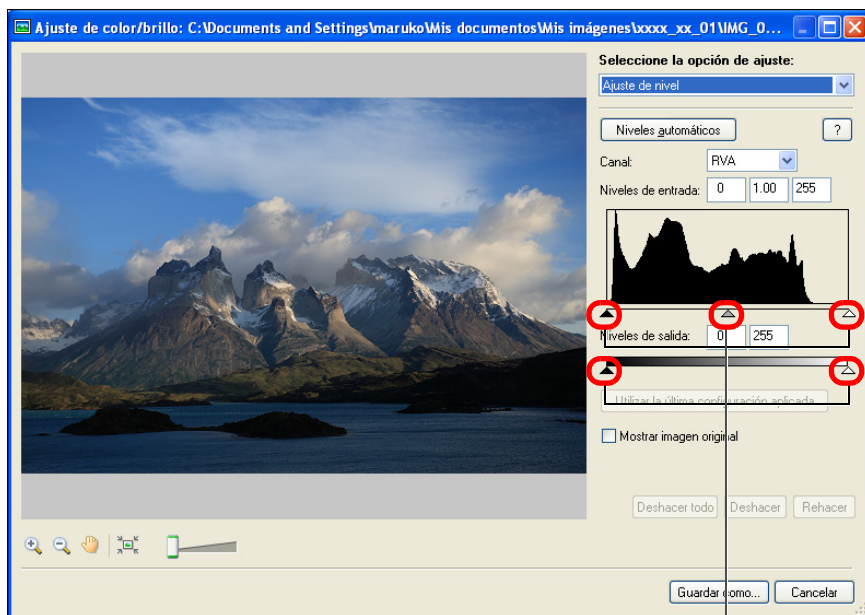 Ajuste de color/brillo: C:\Documents and Settings\maruko\Mis documentos\Mis imágenes\xxxx_xx_01\IMG_0...
Seleccione la opción de ajuste:
Ajuste de nivel
Niveles automáticos
?
Canal:
RVA
Niveles de entrada:
0
1.00
255
Niveles de salida:
0
255
Utilizar la última configuración aplicada
Mostrar imagen original
Deshacer todo
Deshacer
Rehacer
Guardar como...
Cancelar